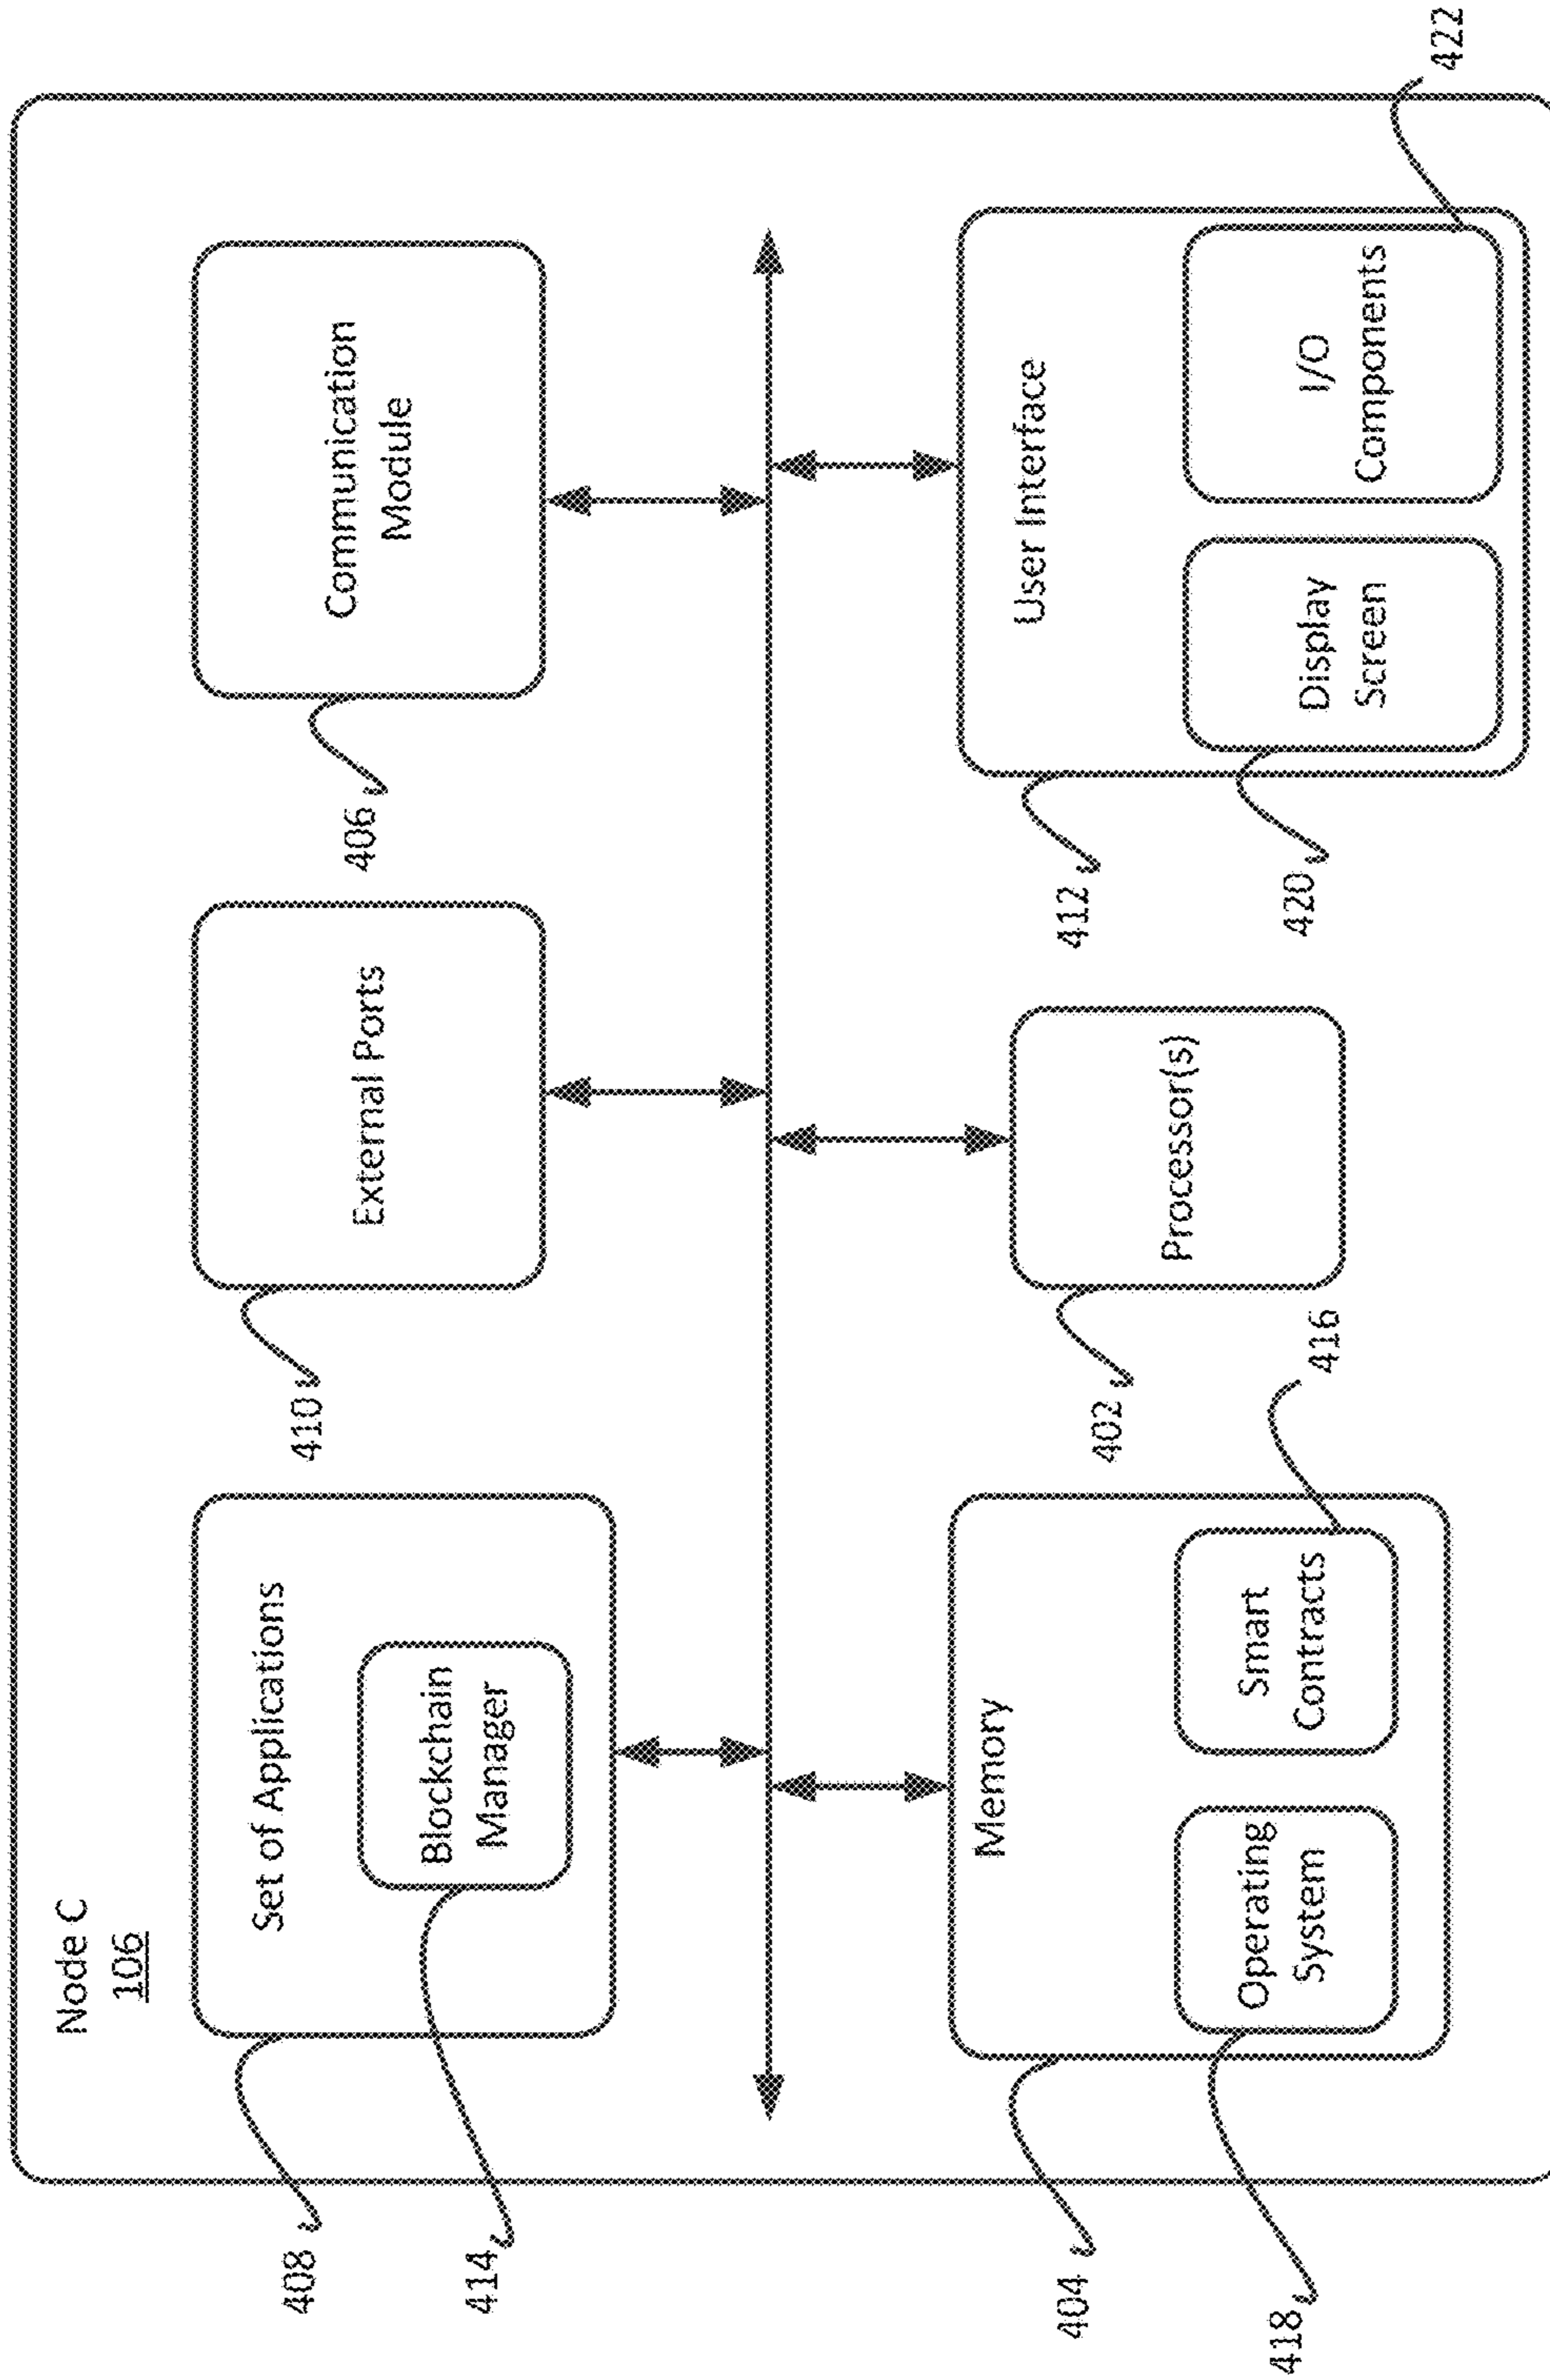 Node C
106
Set of Applications
Blockchain
Manager
408
414
External Ports
410
Communication
Module
406
Memory
Operating
System
Smart
Contracts
404
418
416
Processor(s)
402
User Interface
Display
Screen
I/O
Components
412
420
422